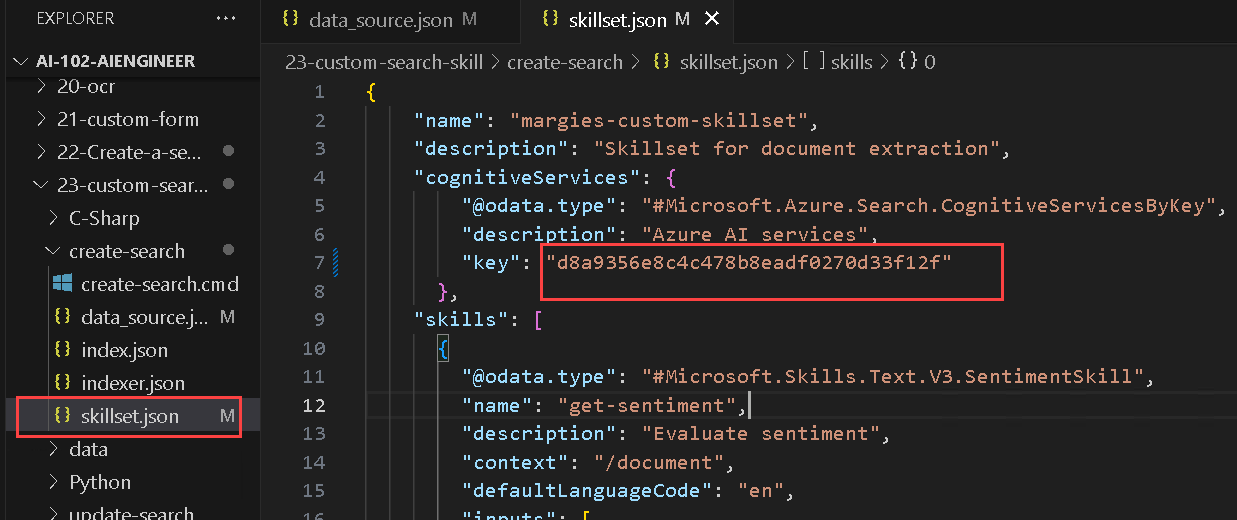 EXPLORER ...
AI-102-AIENGINEER
20-ocr
21-custom-form
22-Create-a-se...
23-custom-sear...
C-Sharp
create-search
create-search.cmd
data_source.j... M
index.json
indexer.json
skillset.json M
data
Python
update-search
{} data_source.json M
{} skillset.json M
23-custom-search-skill > create-search > {} skillset.json > [ ] skills > {} 0
1 {
2 "name": "margies-custom-skillset",
3 "description": "Skillset for document extraction",
4 "cognitiveServices": {
5 "@odata.type": "#Microsoft.Azure.Search.CognitiveServicesByKey",
6 "description": "Azure AI services",
7 "key": "d8a9356e8c4c478b8eadf0270d33f12f"
8 },
9 "skills": [
10 {
11 "@odata.type": "#Microsoft.Skills.Text.V3.SentimentSkill",
12 "name": "get-sentiment",
13 "description": "Evaluate sentiment",
14 "context": "/document",
15 "defaultLanguageCode": "en",
16 "inputs": [